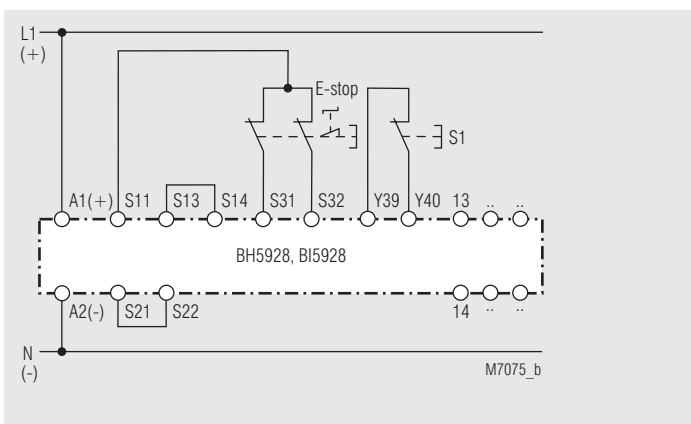 L1
(+)
E-stop
S1
A1(+) S11 S13 S14 S31 S32 Y39 Y40 13 .. ..
BH5928, BI5928
A2(-) S21 S22 14 .. ..
N
(-)
M7075_b